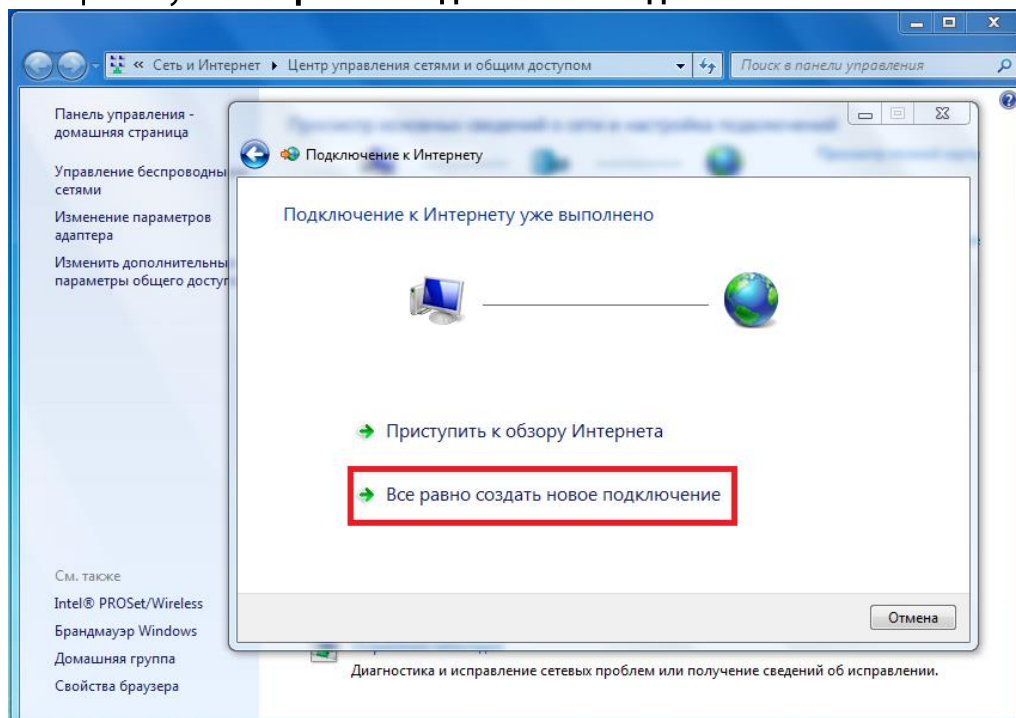 « Сеть и Интернет ▸ Центр управления сетями и общим доступом
Поиск в панели управления
Панель управления -
домашняя страница
Управление беспроводны
сетями
Изменение параметров
адаптера
Изменить дополнительны
параметры общего доступ
Подключение к Интернету
Подключение к Интернету уже выполнено
Приступить к обзору Интернета
Все равно создать новое подключение
Отмена
См. также
Intel® PROSet/Wireless
Брандмауэр Windows
Домашняя группа
Свойства браузера
Диагностика и исправление сетевых проблем или получение сведений об исправлении.